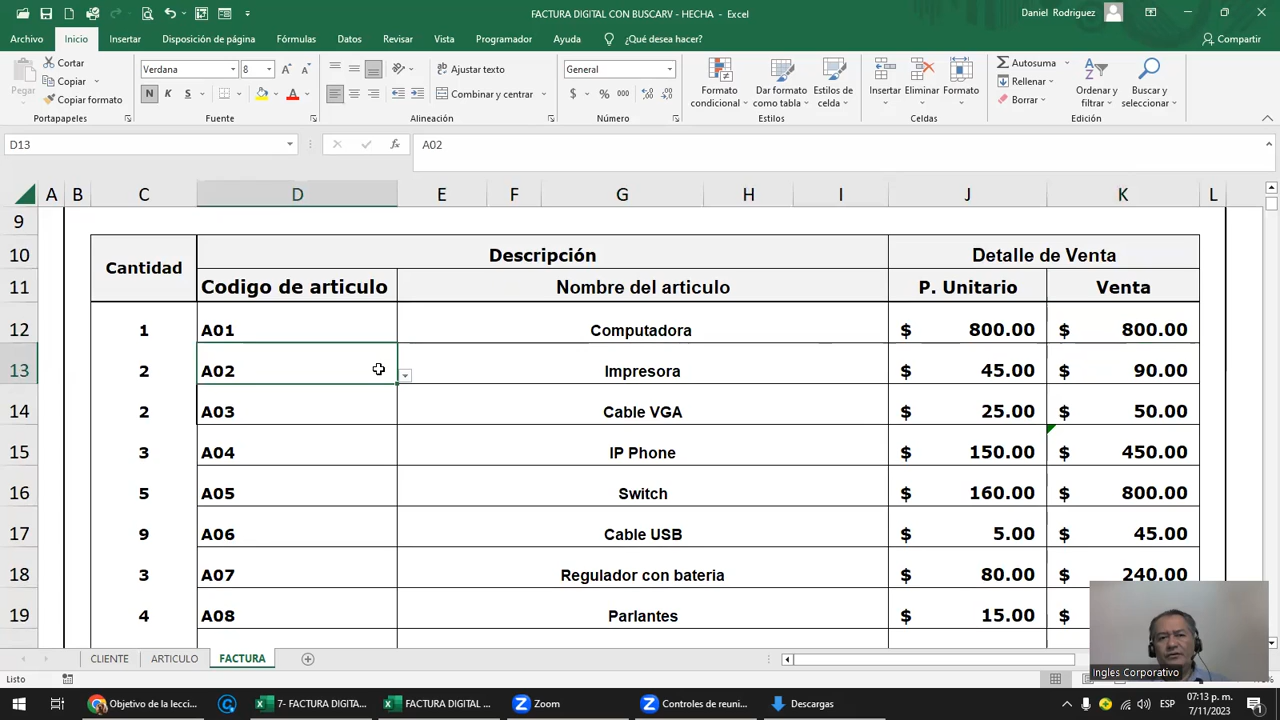 FACTURA DIGITAL CON BUSCARV - HECHA - Excel
Daniel Rodriguez
Archivo Inicio Insertar Disposición de página Fórmulas Datos Revisar Vista Programador Ayuda ¿Qué desea hacer? Compartir
Pegar
Cortar
Copiar
Copiar formato
Portapapeles
Verdana 8
N K S
Fuente
Ajustar texto
Combinar y centrar
Alineación
General
$ % 000
Número
Formato condicional
Dar formato como tabla
Estilos de celda
Estilos
Insertar Eliminar Formato
Celdas
Autosuma
Rellenar
Borrar
Ordenar y filtrar
Buscar y seleccionar
Edición
D13 fx A02
A B C D E F G H I J K L
9
10 Cantidad Descripción Detalle de Venta
11 Codigo de articulo Nombre del articulo P. Unitario Venta
12 1 A01 Computadora $ 800.00 $ 800.00
13 2 A02 Impresora $ 45.00 $ 90.00
14 2 A03 Cable VGA $ 25.00 $ 50.00
15 3 A04 IP Phone $ 150.00 $ 450.00
16 5 A05 Switch $ 160.00 $ 800.00
17 9 A06 Cable USB $ 5.00 $ 45.00
18 3 A07 Regulador con bateria $ 80.00 $ 240.00
19 4 A08 Parlantes $ 15.00 $
Ingles Corporativo
CLIENTE ARTICULO FACTURA
Listo
Objetivo de la lecci... 7- FACTURA DIGITAL... FACTURA DIGITAL ... Zoom Controles de reuni... Descargas
ESP
07:13 p. m.
7/11/2023